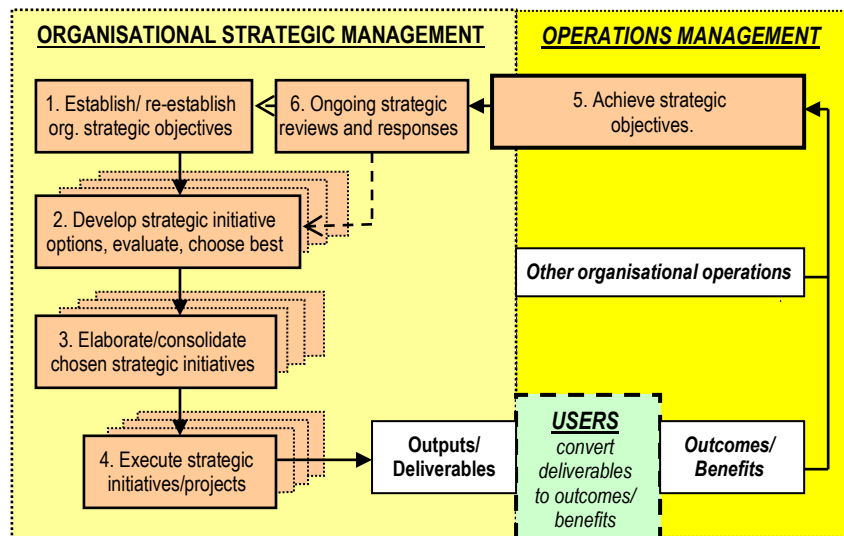 ORGANISATIONAL STRATEGIC MANAGEMENT
OPERATIONS MANAGEMENT
1. Establish/ re-establish
org. strategic objectives
6. Ongoing strategic
reviews and responses
5. Achieve strategic
objectives.
2. Develop strategic initiative
options, evaluate, choose best
Other organisational operations
3. Elaborate/consolidate
chosen strategic initiatives
4. Execute strategic
initiatives/projects
Outputs/
Deliverables
USERS
convert
deliverables
to outcomes/
benefits
Outcomes/
Benefits